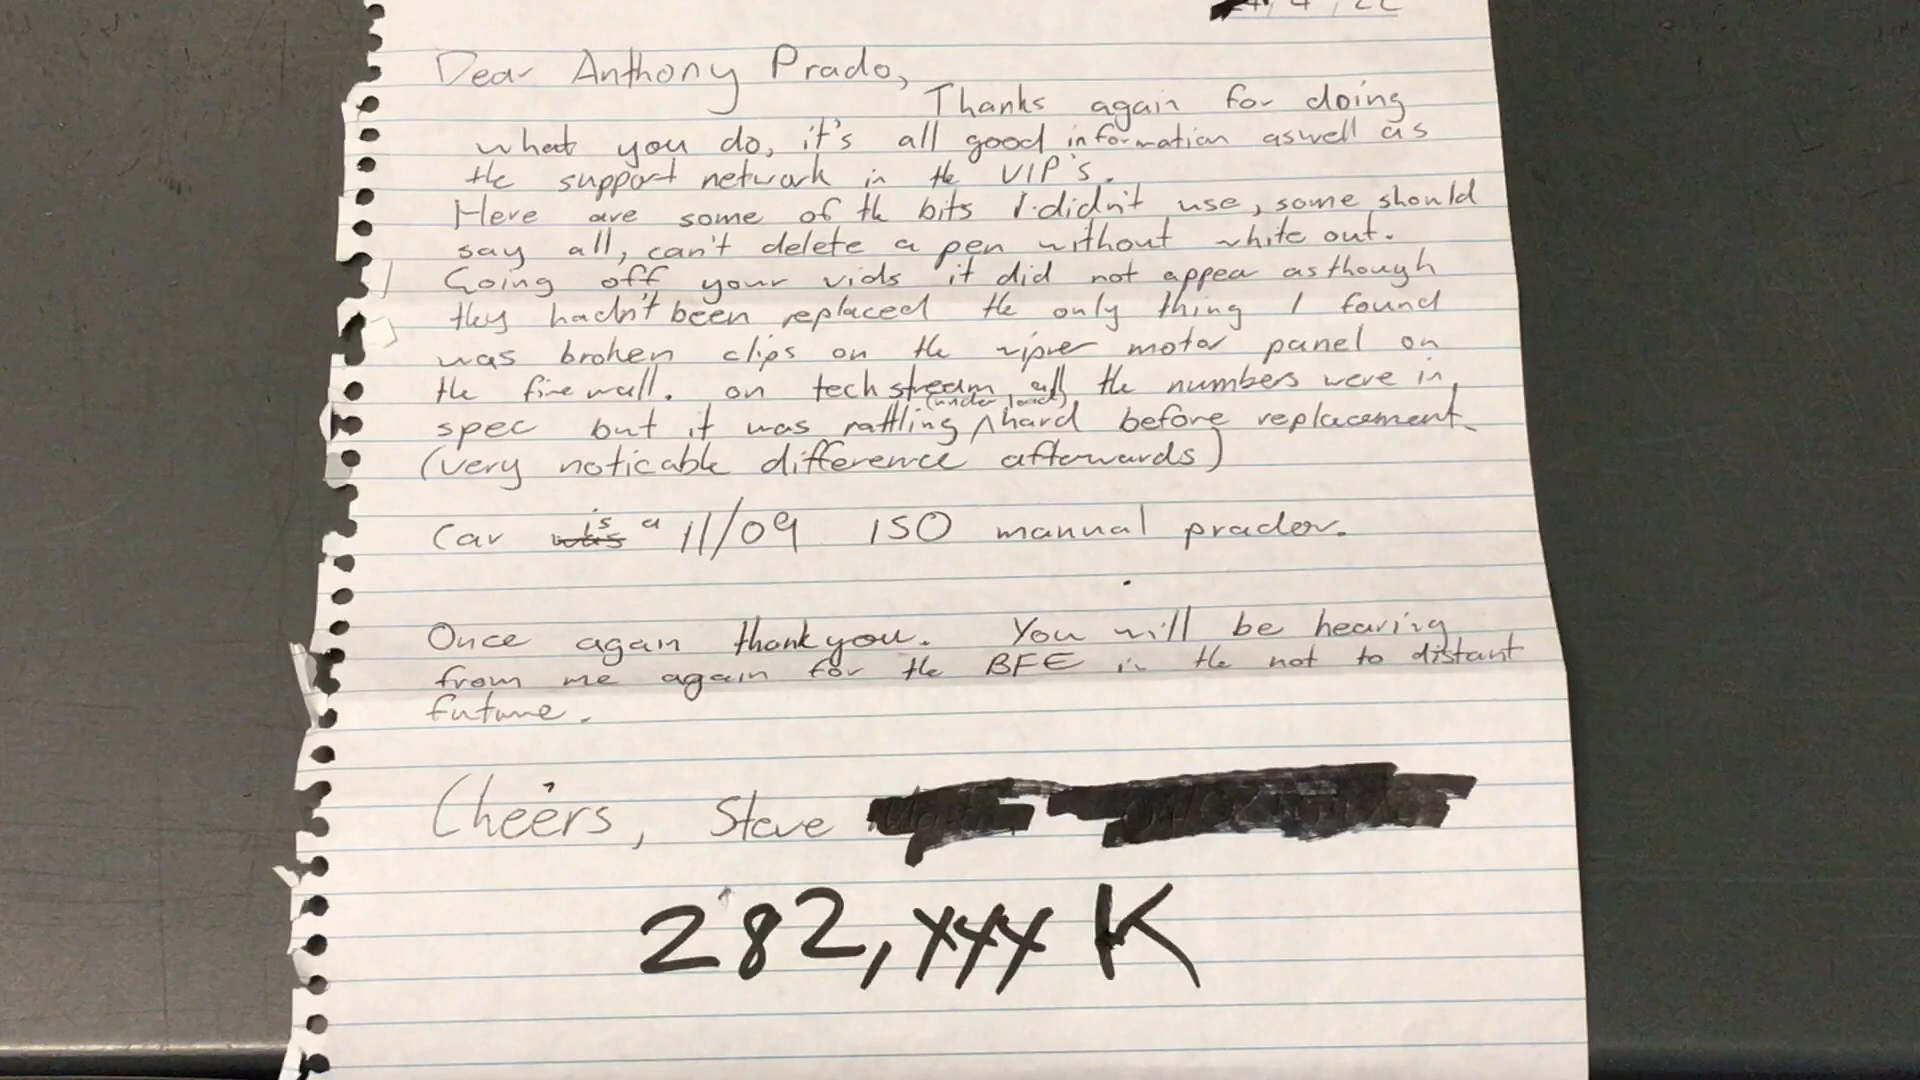 4, 22
Dear Anthony Prado,
Thanks again for doing
what you do, it's all good information aswell as
the support network in the VIP's.
Here are some of th bits I didn't use, some should
say all, can't delete a pen without white out.
Going off your vids it did not appear as though
they hadn't been replaced the only thing I found
was broken clips on the wiper motor panel on
the firewall. on techstream all the numbers were in
(under load)
spec but it was rattling ^ hard before replacement.
(very noticable difference afterwards)
Car was is a 11/09 150 manual prador.
Once again thankyou. You will be hearing
from me again for the BFE in the not to distant
future.
Cheers, Steve
282,XXX K